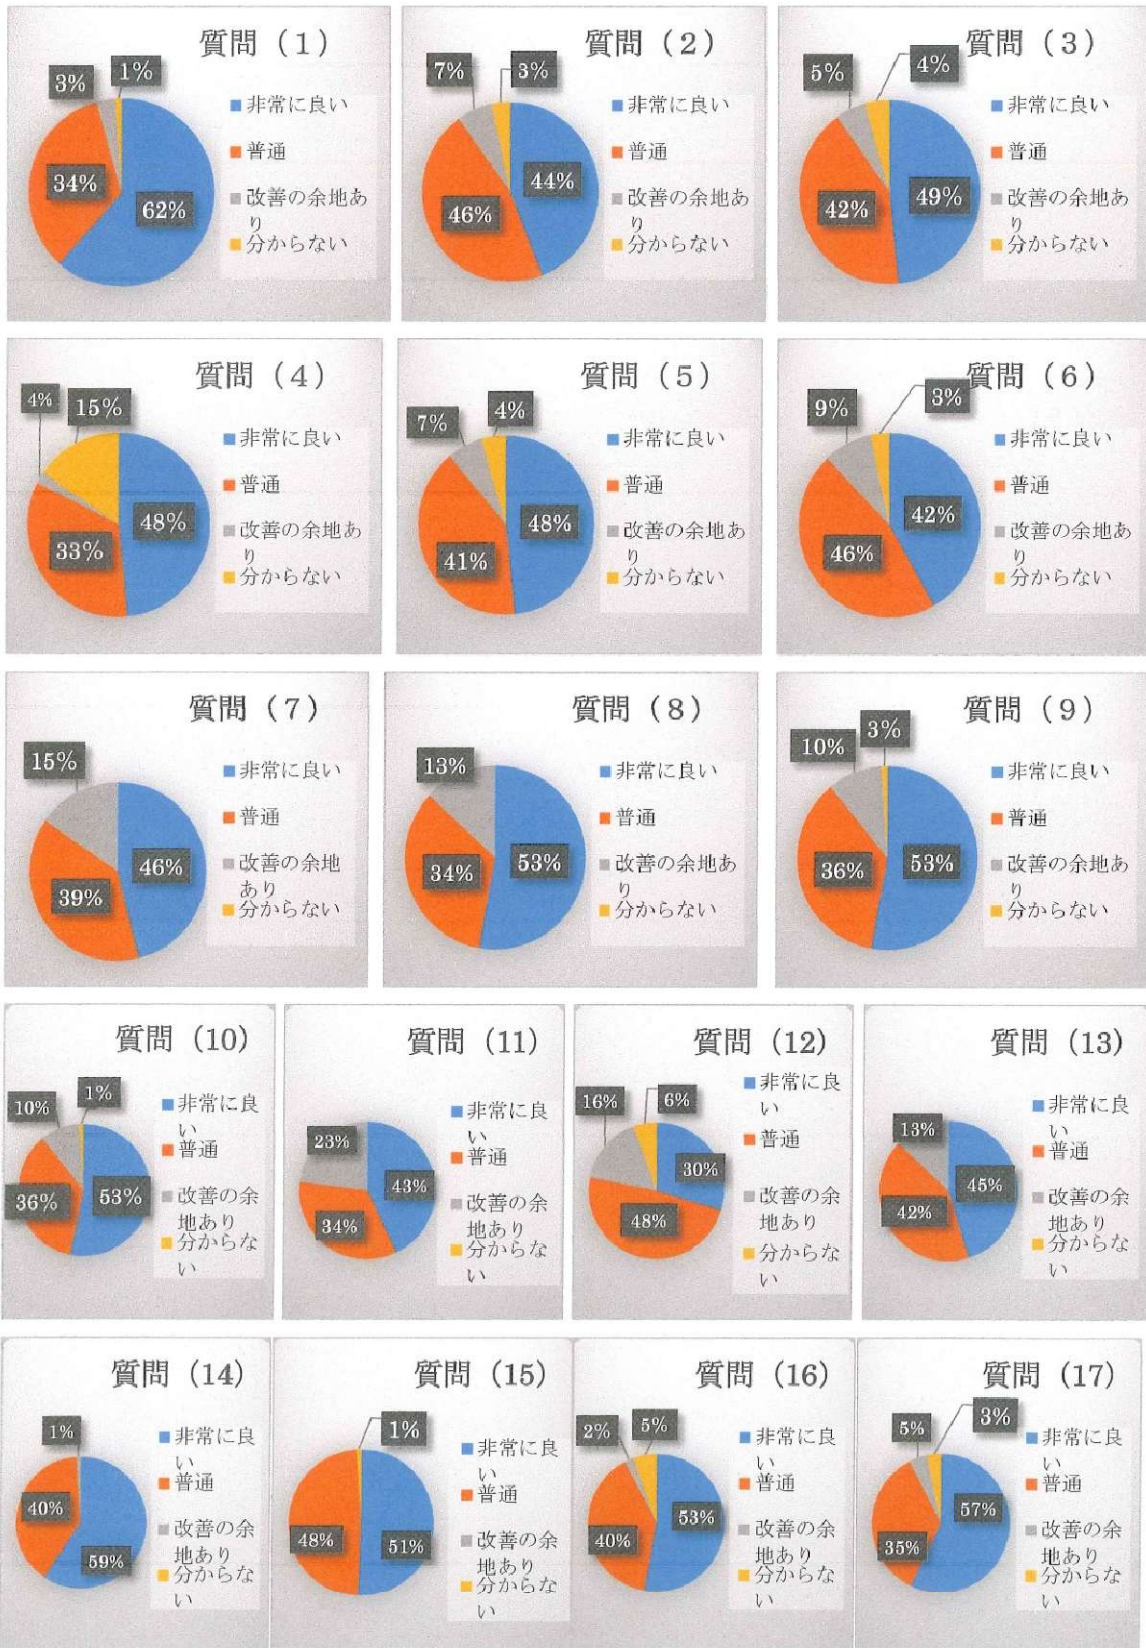 質問（1）
3%
1%
34%
62%
■非常に良い
■普通
■改善の余地あ
り
■分からない
質問（2）
7%
3%
46%
44%
■非常に良い
■普通
■改善の余地あ
り
■分からない
質問（3）
5%
4%
42%
49%
■非常に良い
■普通
■改善の余地あ
り
■分からない
質問（4）
4%
15%
33%
48%
■非常に良い
■普通
■改善の余地あ
り
■分からない
質問（5）
7%
4%
41%
48%
■非常に良い
■普通
■改善の余地あ
り
■分からない
質問（6）
9%
3%
46%
42%
■非常に良い
■普通
■改善の余地あ
り
■分からない
質問（7）
15%
39%
46%
■非常に良い
■普通
■改善の余地
あり
■分からない
質問（8）
13%
34%
53%
■非常に良い
■普通
■改善の余地あ
り
■分からない
質問（9）
10%
3%
36%
53%
■非常に良い
■普通
■改善の余地あ
り
■分からない
質問（10）
10%
1%
36%
53%
■非常に良
い
■普通
■改善の余
地あり
■分からな
い
質問（11）
23%
34%
43%
■非常に良
い
■普通
■改善の余
地あり
■分からな
い
質問（12）
16%
6%
48%
30%
■非常に良
い
■普通
■改善の余
地あり
■分からな
い
質問（13）
13%
42%
45%
■非常に良
い
■普通
■改善の余
地あり
■分からな
い
質問（14）
1%
40%
59%
■非常に良
い
■普通
■改善の余
地あり
■分からな
い
質問（15）
1%
48%
51%
■非常に良
い
■普通
■改善の余
地あり
■分からな
い
質問（16）
2%
5%
40%
53%
■非常に良
い
■普通
■改善の余
地あり
■分からな
い
質問（17）
5%
3%
35%
57%
■非常に良
い
■普通
■改善の余
地あり
■分からな
い